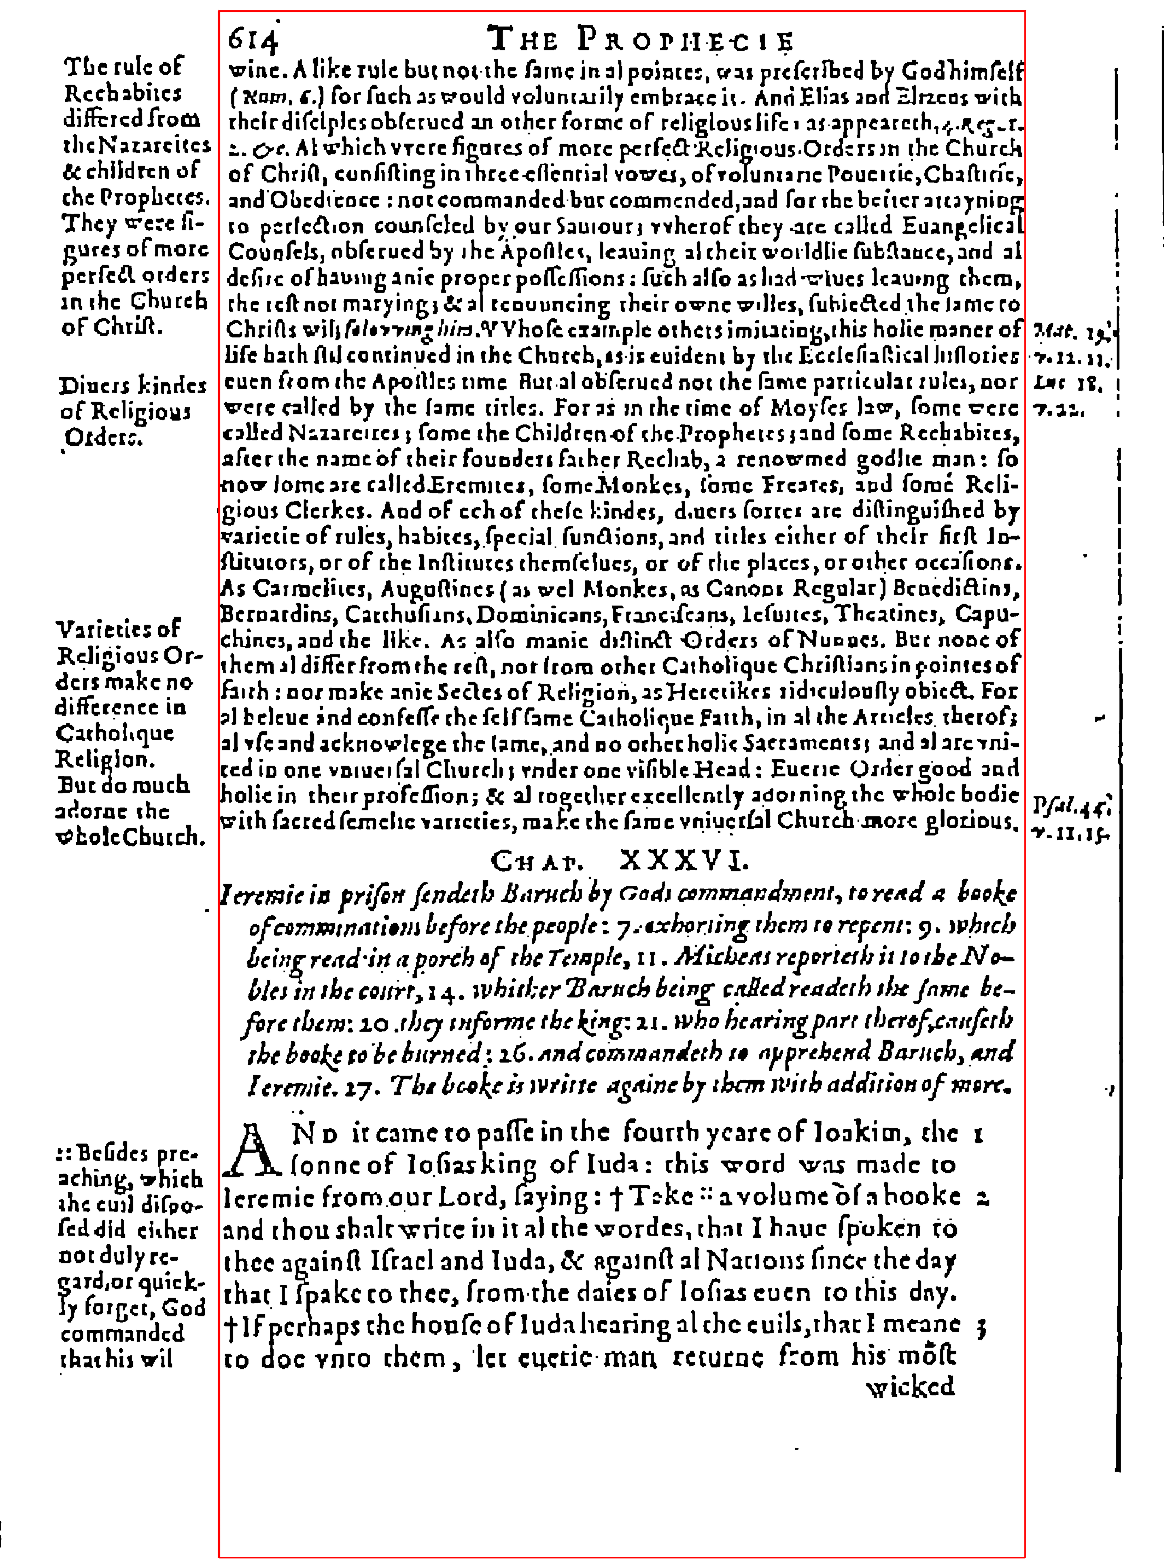 614 THE PROPHECIE
wine. A like rule but not the ſame in al pointes, was preſcribed by God himſelf
(Num. 6.) for ſuch as would voluntarily embrace it. And Elias and Elizeus with
their diſciples obſerued an other forme of religious life: as appeareth, 4. Reg. 1.
2. &c. Al which vvere figures of more perfect Religious Orders in the Church
of Chriſt, conſiſting in three eſſential vowes, of voluntarie Pouertie, Chaſtitie,
and Obedience: not commanded but commended, and for the better attayning
to perfection counſeled by our Sauiour; vvherof they are called Euangelical
Counſels, obſerued by the Apoſtles, leauing al their worldlie ſubſtance, and al
deſire of hauing anie proper poſſeſſions: ſuch alſo as had wiues leauing them,
the reſt not marying; & al renouncing their owne willes, ſubiected the ſame to
Chriſts wil; folovving him. VVhoſe example others imitating, this holie maner of
life hath ſtil continued in the Church, as is euident by the Eccleſiaſtical hiſtories
euen from the Apoſtles time But al obſerued not the ſame particular rules, nor
were called by the ſame titles. For as in the time of Moyſes law, ſome were
called Nazareites; ſome the Children of the Prophetes; and ſome Rechabites,
after the name of their founders father Rechab, a renowmed godlie man: ſo
now ſome are called Eremites, ſome Monkes, ſome Freares, and ſome Reli-
gious Clerkes. And of ech of theſe kindes, diuers ſortes are diſtinguiſhed by
varietie of rules, habites, ſpecial functions, and titles either of their firſt In-
ſtitutors, or of the Inſtitutes themſelues, or of the places, or other occaſions.
As Carmelites, Auguſtines (as wel Monkes, as Canons Regular) Benedictins,
Bernardins, Carthuſians, Dominicans, Franciſcans, Ieſuites, Theatines, Capu-
chines, and the like. As alſo manie diſtinct Orders of Nunnes. But none of
them al differ from the reſt, nor from other Catholique Chriſtians in pointes of
faith: nor make anie Sectes of Religion, as Heretikes ridiculouſly obiect. For
al beleue and confeſſe the ſelf ſame Catholique Faith, in al the Articles therof;
al vſe and acknowlege the ſame, and no other holie Sacraments; and al are vni-
ted in one vniuerſal Church; vnder one viſible Head: Euerie Order good and
holie in their profeſſion; & al together excellently adorning the whole bodie
with ſacred ſemelie varieties, make the ſame vniuerſal Church more glorious.
The rule of
Rechabites
differed from
the Nazareites
& children of
the Prophetes.
They were fi-
gures of more
perfect orders
in the Church
of Chriſt.
Diuers kindes
of Religious
Orders.
Varieties of
Religious Or-
ders make no
difference in
Catholique
Religion.
But do much
adorne the
whole Church.
Mat. 19.
v. 12. 21.
Luc 18.
v. 22.
Pſal. 44.
v. 11. 15.
CHAP. XXXVI.
Ieremie in priſon ſendeth Baruch by Gods commandment, to read a booke
of comminations before the people: 7. exhorting them to repent: 9. which
being read in a porch of the Temple, 11. Micheas reporteth it to the No-
bles in the court, 14. whither Baruch being called readeth the ſame be-
fore them: 20. they informe the king: 21. who hearing part therof, cauſeth
the booke to be burned: 26. and commandeth to apprehend Baruch, and
Ieremie. 27. The booke is writte againe by them with addition of more.
AND it came to paſſe in the fourth yeare of Ioakim, the 1
ſonne of Ioſias king of Iuda: this word was made to
Ieremie from our Lord, ſaying: † Take :: a volume of a booke 2
and thou shalt write in it al the wordes, that I haue ſpoken to
thee againſt Iſrael and Iuda, & againſt al Nations ſince the day
that I ſpake to thee, from the daies of Ioſias euen to this day.
† If perhaps the houſe of Iuda hearing al the euils, that I meane 3
to doe vnto them, let euerie man returne from his moſt
wicked
:: Beſides pre-
aching, which
the euil diſpo-
ſed did either
not duly re-
gard, or quick-
ly forget, God
commanded
that his wil